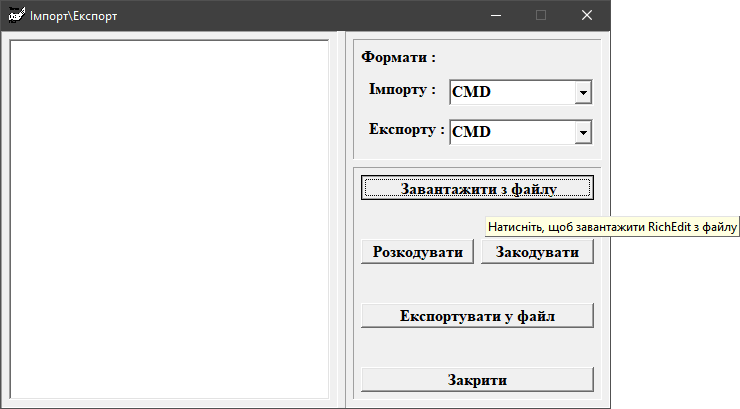 Імпорт\Експорт
Формати :
Імпорту : CMD
Експорту : CMD
Завантажити з файлу
Натисніть, щоб завантажити RichEdit з файлу
Розкодувати Закодувати
Експортувати у файл
Закрити